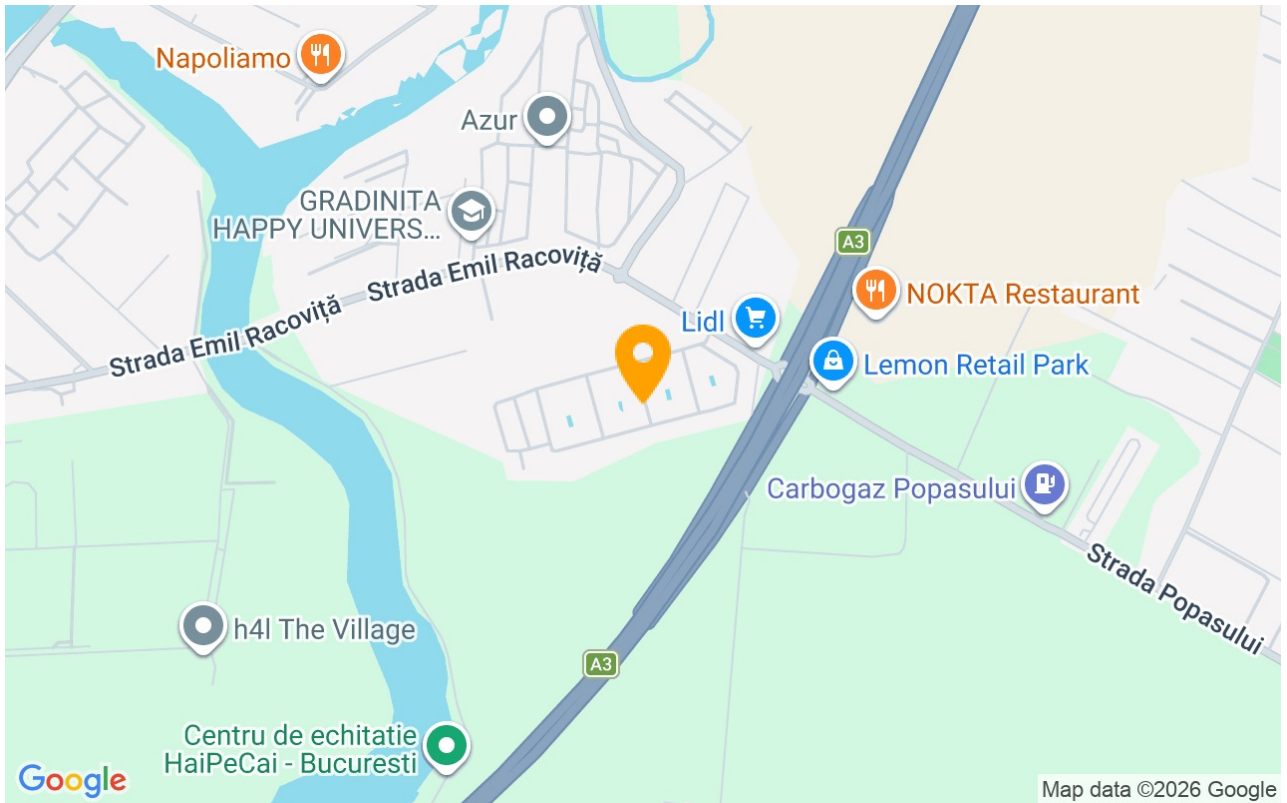 Napoliamo
Azur
GRADINITA
HAPPY UNIVERS...
A3
Strada Emil Racoviță
NOKTA Restaurant
Strada Emil Racoviță
Lidl
Lemon Retail Park
Carbogaz Popasului
Strada Popasului
h4l The Village
A3
Centru de echitatie
HaiPeCai - Bucuresti
Google
Map data ©2026 Google